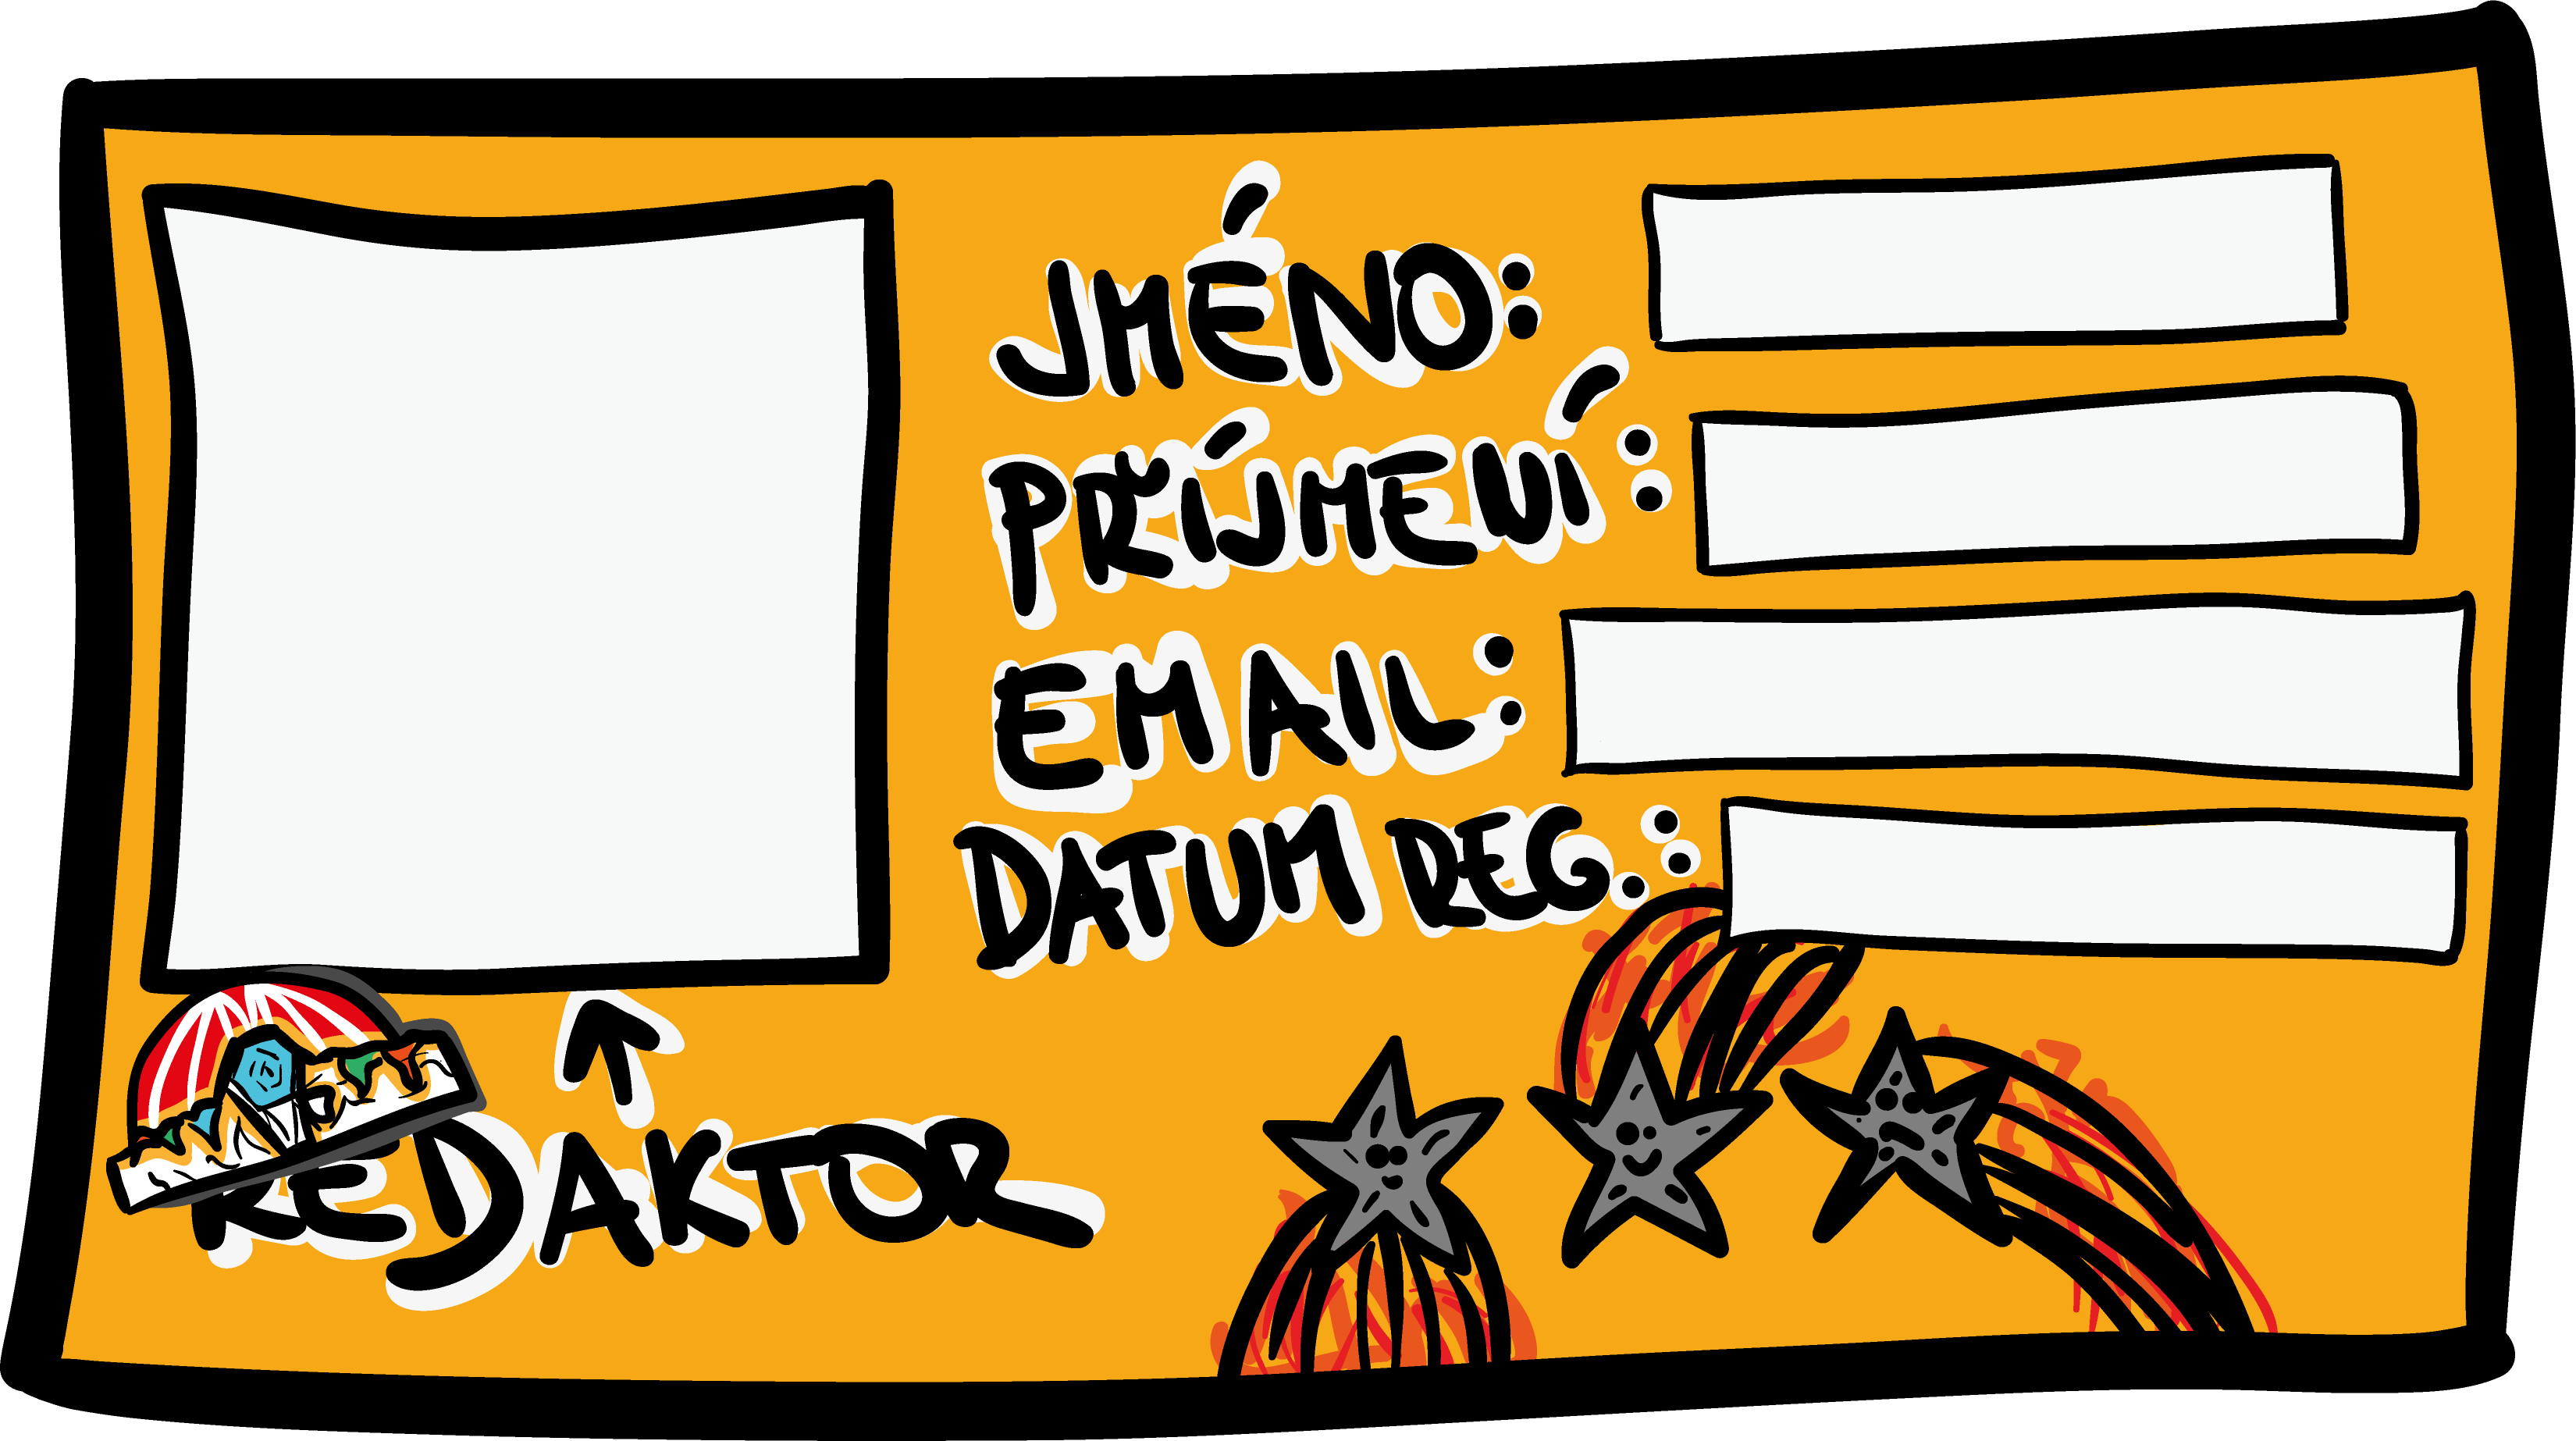 JMÉNO:
PŘÍJMENÍ:
EMAIL:
DATUM REG.:
REDAKTOR